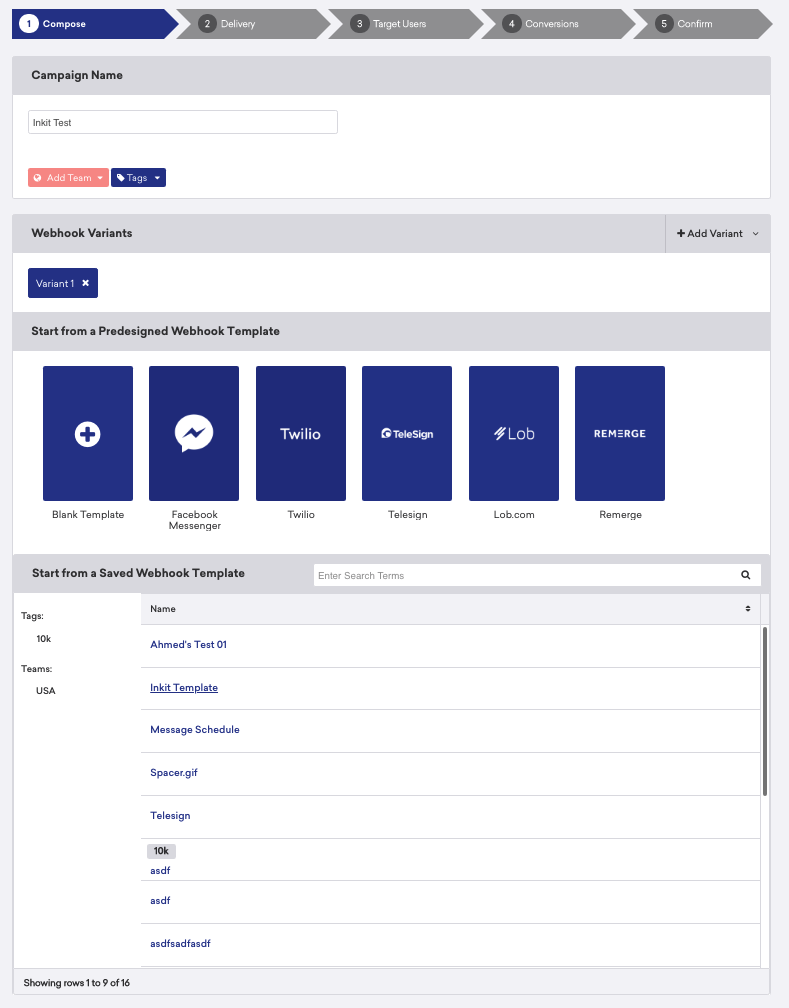 1 Compose
2 Delivery
3 Target Users
4 Conversions
5 Confirm
Campaign Name
Inkit Test
Add Team
Tags
Webhook Variants
Add Variant
Variant 1
Start from a Predesigned Webhook Template
Twilio
TeleSign
Lob
REMERGE
Blank Template
Facebook
Messenger
Twilio
Telesign
Lob.com
Remerge
Start from a Saved Webhook Template
Enter Search Terms
Tags:
10k
Teams:
USA
Name
Ahmed's Test 01
Inkit Template
Message Schedule
Spacer.gif
Telesign
10k
asdf
asdf
asdfsadfasdf
Showing rows 1 to 9 of 16